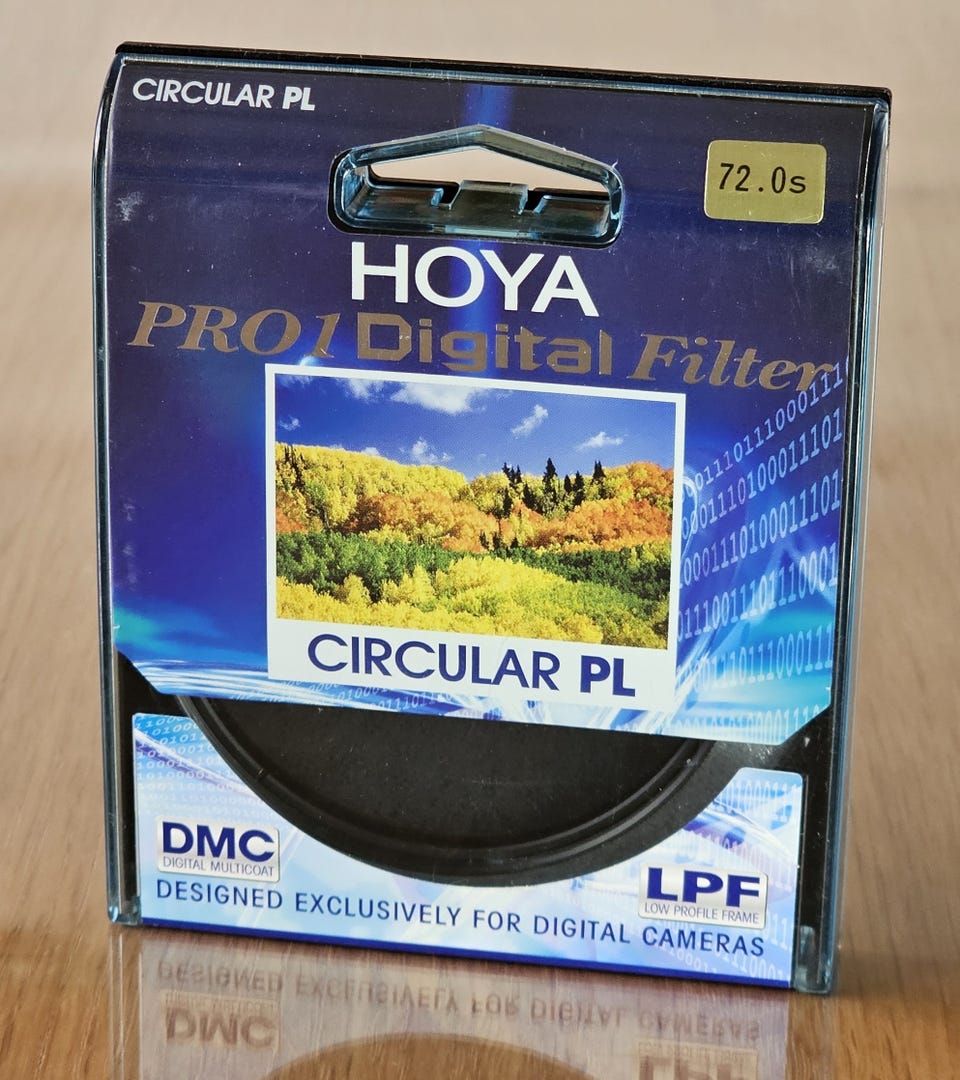 CIRCULAR PL
72.0s
HOYA
PRO1 Digital Filter
CIRCULAR PL
DMC
DIGITAL MULTICOAT
LPF
LOW PROFILE FRAME
DESIGNED EXCLUSIVELY FOR DIGITAL CAMERAS